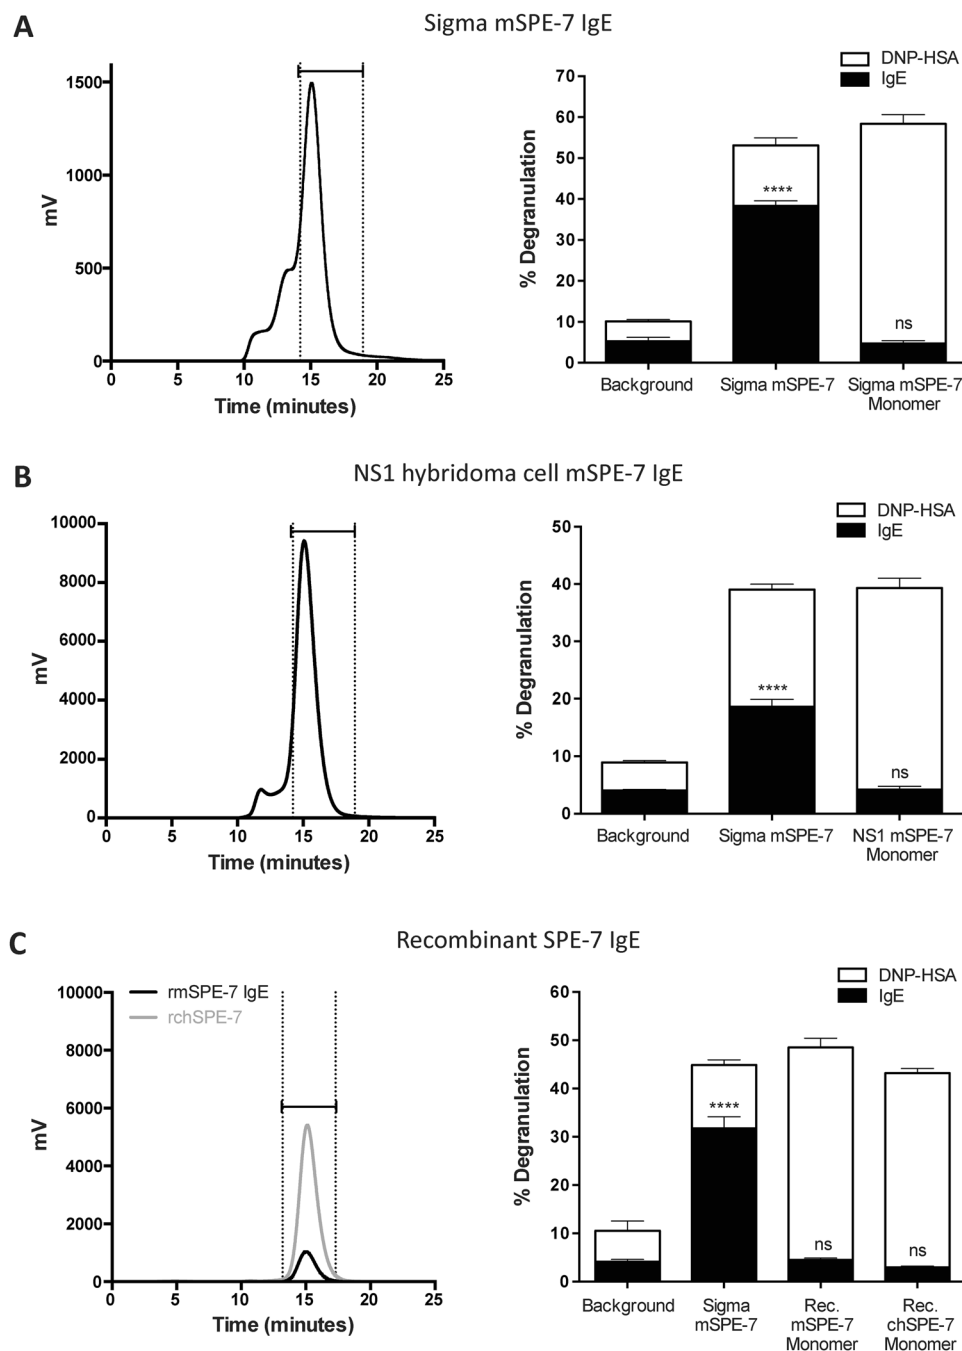 A
Sigma mSPE-7 IgE
1500
1000
500
0
mV
0 5 10 15 20 25
Time (minutes)
DNP-HSA
IgE
70
60
50
40
30
20
10
0
% Degranulation
****
ns
Background
Sigma mSPE-7
Sigma mSPE-7
Monomer
B
NS1 hybridoma cell mSPE-7 IgE
10000
8000
6000
4000
2000
0
mV
0 5 10 15 20 25
Time (minutes)
DNP-HSA
IgE
50
40
30
20
10
0
% Degranulation
****
ns
Background
Sigma mSPE-7
NS1 mSPE-7
Monomer
C
Recombinant SPE-7 IgE
rmSPE-7 IgE
rchSPE-7
10000
8000
6000
4000
2000
0
mV
0 5 10 15 20 25
Time (minutes)
DNP-HSA
IgE
60
50
40
30
20
10
0
% Degranulation
****
ns
ns
Background
Sigma
mSPE-7
Rec.
mSPE-7
Monomer
Rec.
chSPE-7
Monomer